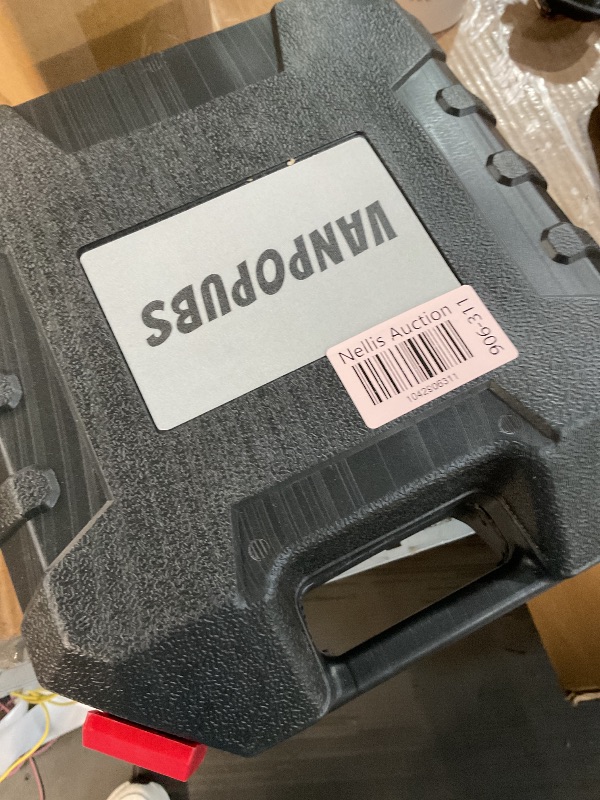 VANPOPUBS
Nellis Auction
906-311
1042906311